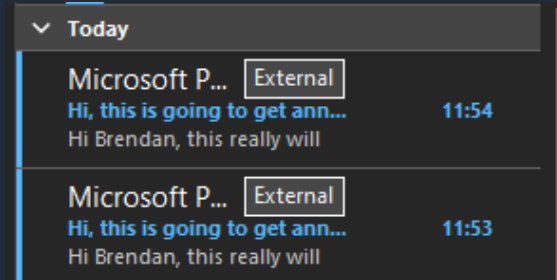 Today
Microsoft P... External
Hi, this is going to get ann... 11:54
Hi Brendan, this really will
Microsoft P... External
Hi, this is going to get ann... 11:53
Hi Brendan, this really will